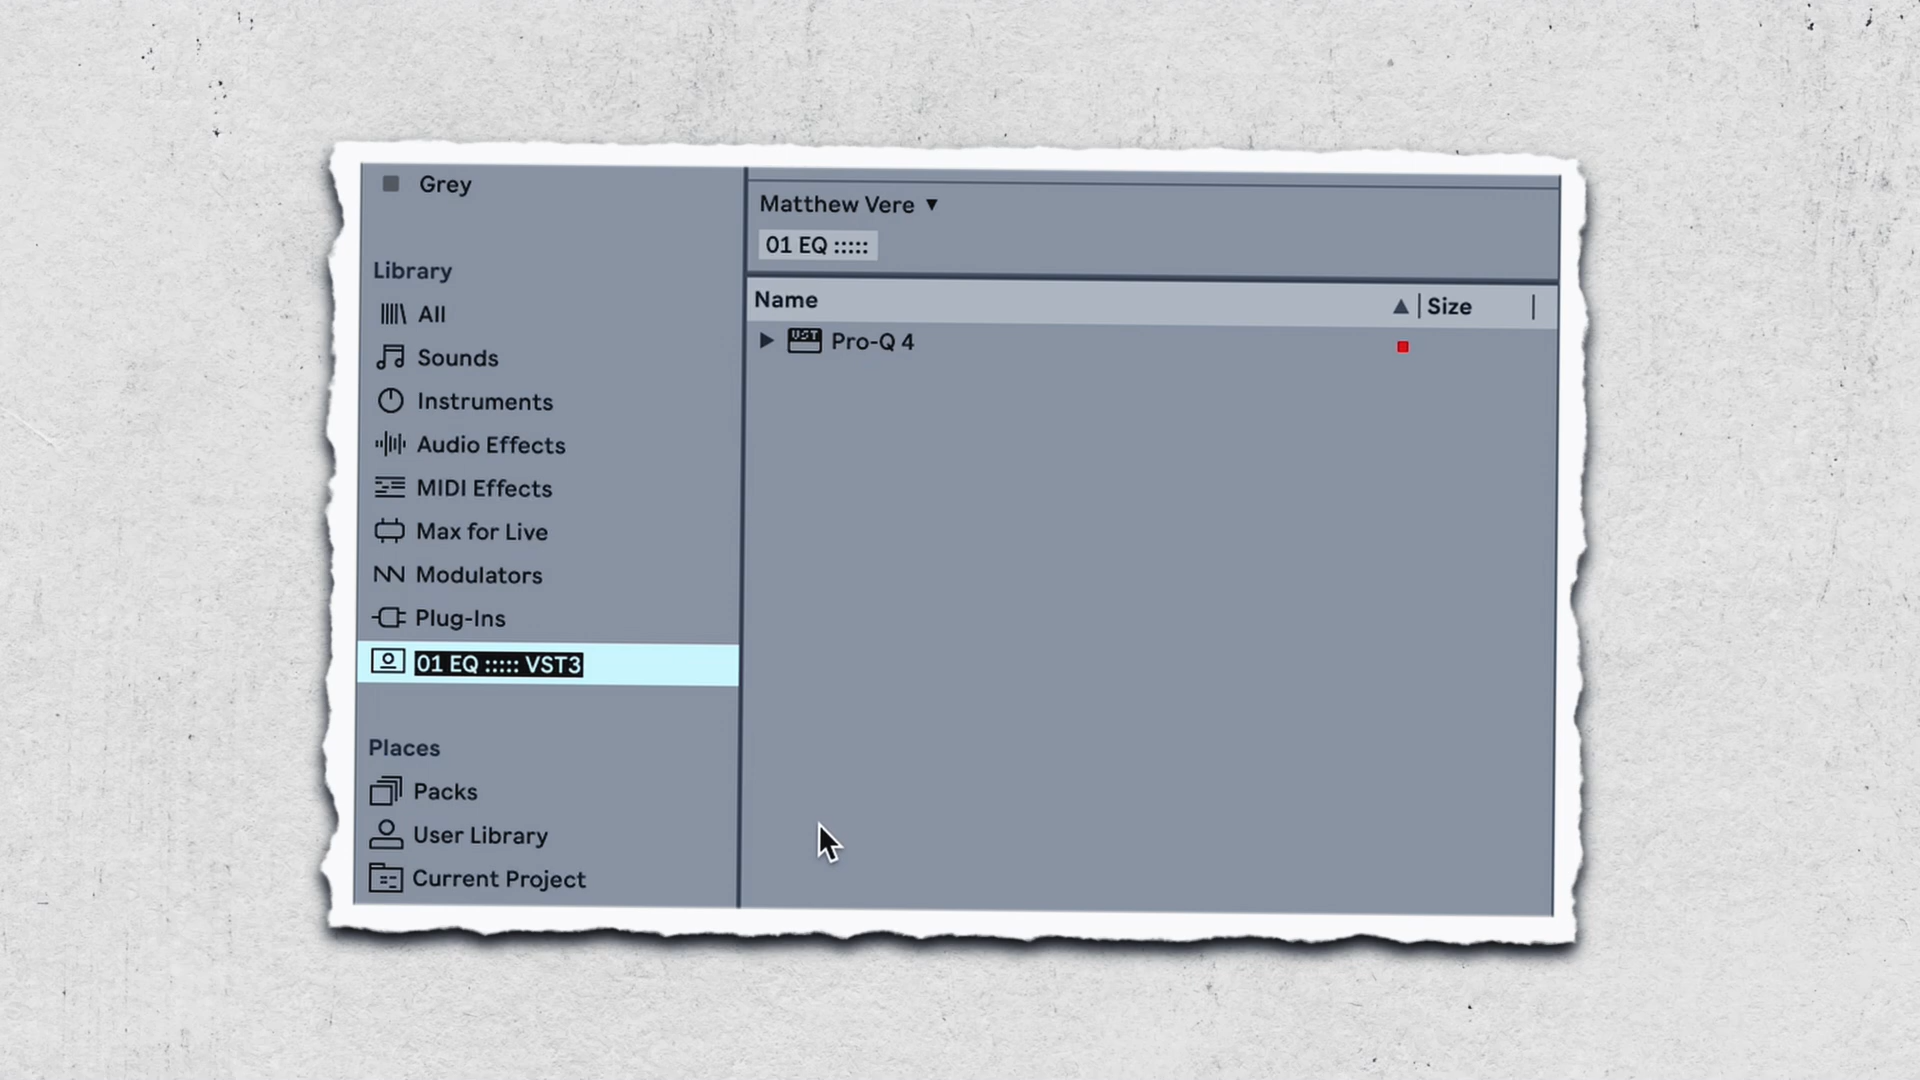 Grey
Library
All
Sounds
Instruments
Audio Effects
MIDI Effects
Max for Live
Modulators
Plug-Ins
01 EQ ::::: VST3
Places
Packs
User Library
Current Project
Matthew Vere ▼
01 EQ :::::
Name ▲ | Size |
VST Pro-Q 4